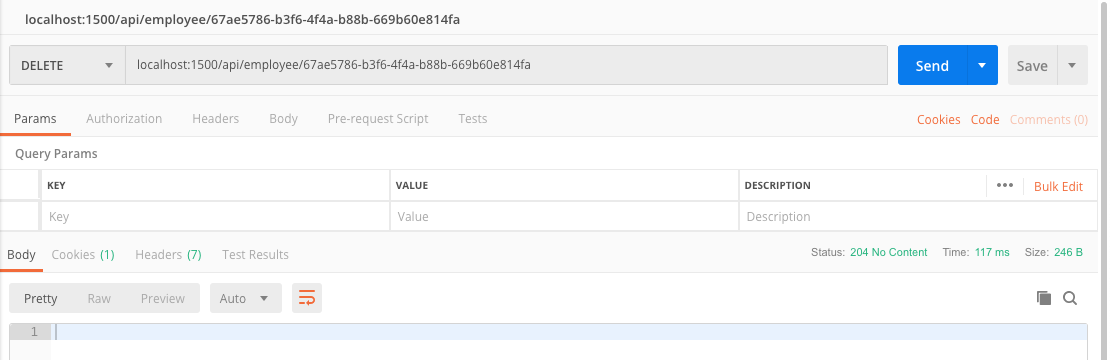 localhost:1500/api/employee/67ae5786-b3f6-4f4a-b88b-669b60e814fa
DELETE localhost:1500/api/employee/67ae5786-b3f6-4f4a-b88b-669b60e814fa Send Save
Params Authorization Headers Body Pre-request Script Tests Cookies Code Comments (0)
Query Params
KEY VALUE DESCRIPTION ••• Bulk Edit
Key Value Description
Body Cookies (1) Headers (7) Test Results Status: 204 No Content Time: 117 ms Size: 246 B
Pretty Raw Preview Auto
1